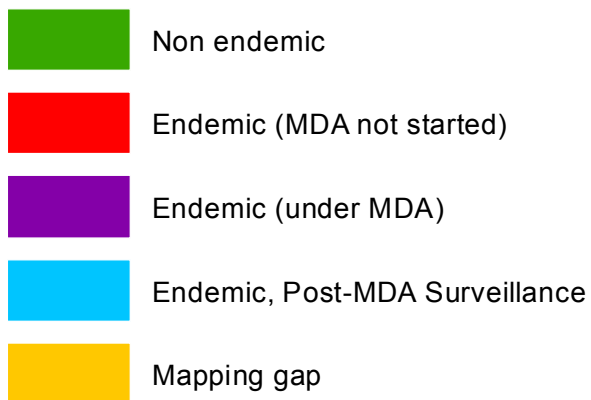 Non endemic
Endemic (MDA not started)
Endemic (under MDA)
Endemic, Post-MDA Surveillance
Mapping gap